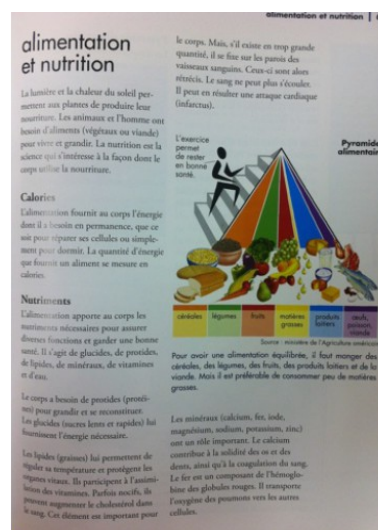 alimentation et nutrition
alimentation
et nutrition
La lumière et la chaleur du soleil per-
mettent aux plantes de produire leur
nourriture. Les animaux et l'homme ont
besoin d'aliments (végétaux ou viande)
pour vivre et grandir. La nutrition est la
science qui s'intéresse à la façon dont le
corps utilise la nourriture.
Calories
L'alimentation fournit au corps l'énergie
dont il a besoin en permanence, que ce
soit pour réparer ses cellules ou simple-
ment pour dormir. La quantité d'énergie
que fournit un aliment se mesure en
calories.
Nutriments
L'alimentation apporte au corps les
nutriments nécessaires pour assurer
diverses fonctions et garder une bonne
santé. Il s'agit de glucides, de protides,
de lipides, de minéraux, de vitamines
et d'eau.
Le corps a besoin de protides (protéi-
nes) pour grandir et se reconstituer.
Les glucides (sucres lents et rapides) lui
fournissent l'énergie nécessaire.
Les lipides (graisses) lui permettent de
réguler sa température et protègent les
organes vitaux. Ils participent à l'assimi-
lation des vitamines. Parfois nocifs, ils
peuvent augmenter le cholestérol dans
le sang. Cet élément est important pour
le corps. Mais, s'il existe en trop grande
quantité, il se fixe sur les parois des
vaisseaux sanguins. Ceux-ci sont alors
rétrécis. Le sang ne peut plus s'écouler.
Il peut en résulter une attaque cardiaque
(infarctus).
L'exercice
permet
de rester
en bonne
santé.
Pyramide
alimentaire
céréales
légumes
fruits
matières
grasses
produits
laitiers
œufs,
poisson,
viande
Source : ministère de l'Agriculture américain
Pour avoir une alimentation équilibrée, il faut manger des
céréales, des légumes, des fruits, des produits laitiers et de la
viande. Mais il est préférable de consommer peu de matières
grasses.
Les minéraux (calcium, fer, iode,
magnésium, sodium, potassium, zinc)
ont un rôle important. Le calcium
contribue à la solidité des os et des
dents, ainsi qu'à la coagulation du sang.
Le fer est un composant de l'hémoglo-
bine des globules rouges. Il transporte
l'oxygène des poumons vers les autres
cellules.